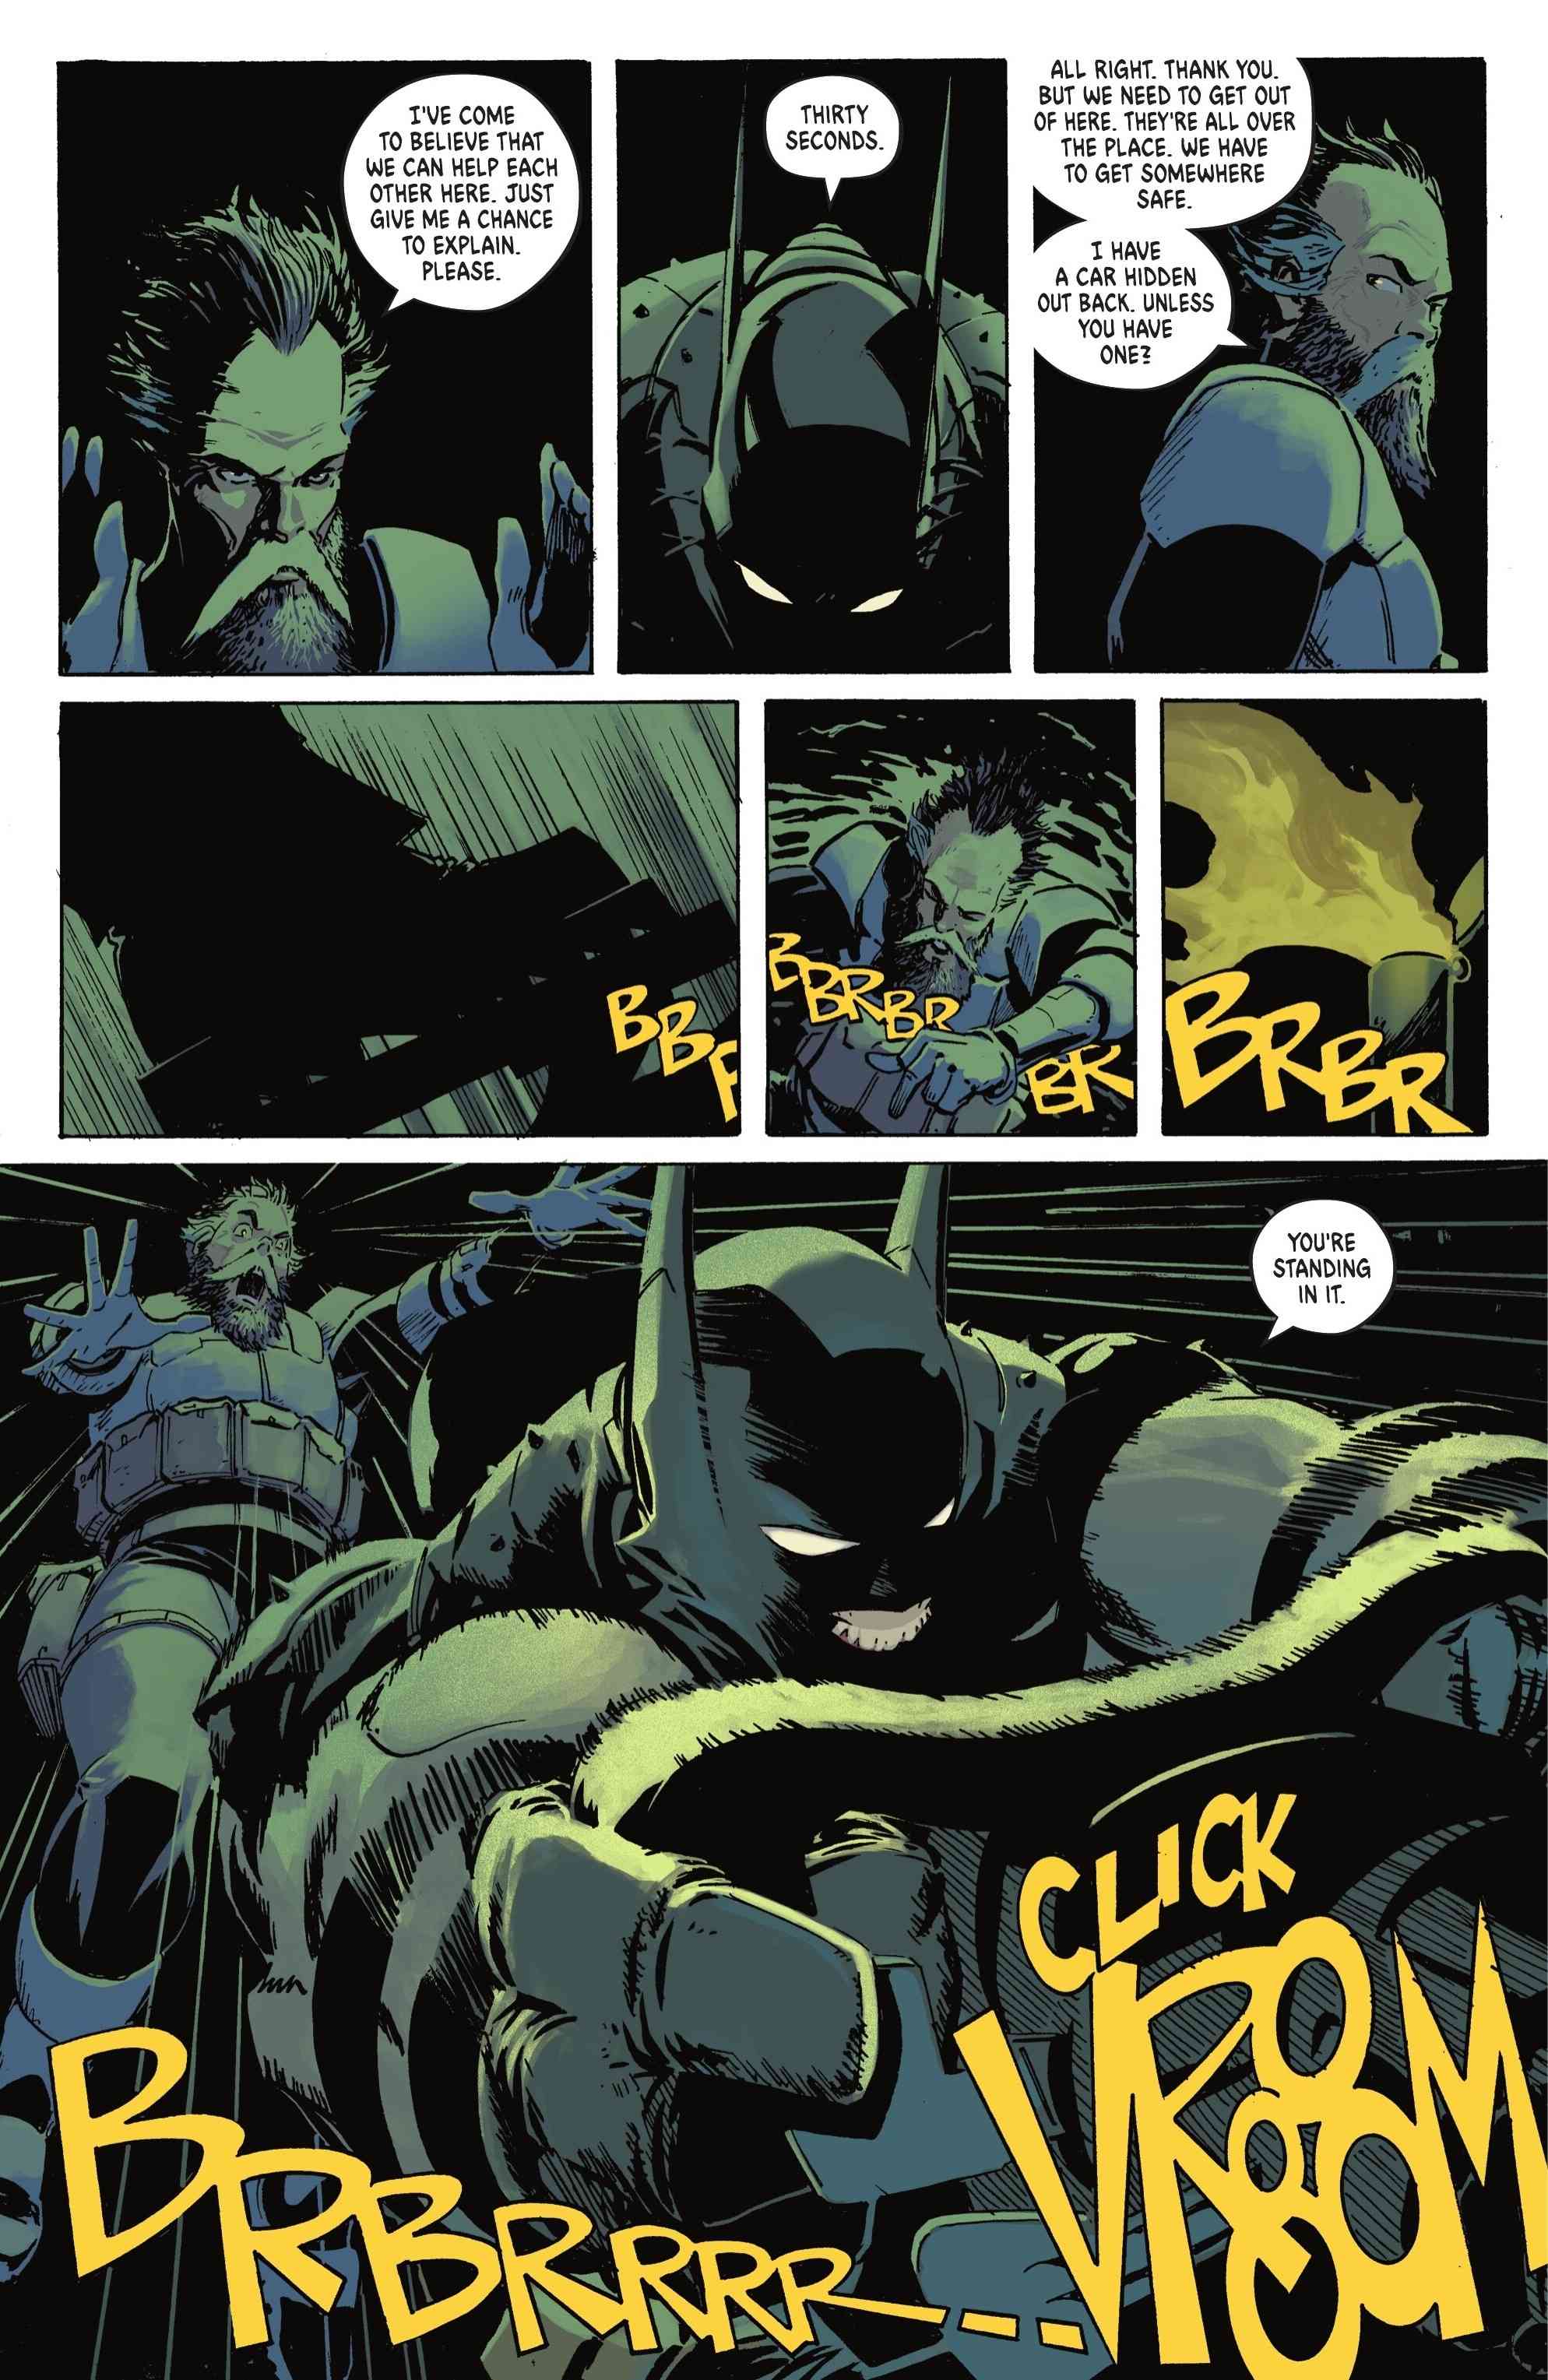 I'VE COME
TO BELIEVE THAT
WE CAN HELP EACH
OTHER HERE. JUST
GIVE ME A CHANCE
TO EXPLAIN.
PLEASE.
THIRTY
SECONDS.
ALL RIGHT. THANK YOU.
BUT WE NEED TO GET OUT
OF HERE. THEY'RE ALL OVER
THE PLACE. WE HAVE
TO GET SOMEWHERE
SAFE.
I HAVE
A CAR HIDDEN
OUT BACK. UNLESS
YOU HAVE
ONE?
BBR
BRBRBR
BR
BRBR
YOU'RE
STANDING
IN IT.
CLICK
BRBRRRR---
VROOOOOAM